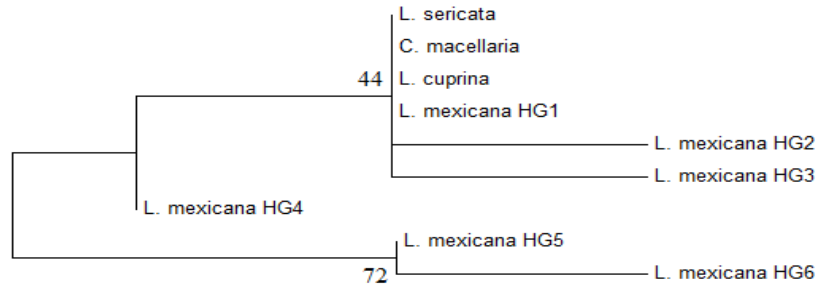 L. sericata
C. macellaria
44
L. cuprina
L. mexicana HG1
L. mexicana HG2
L. mexicana HG3
L. mexicana HG4
L. mexicana HG5
72
L. mexicana HG6